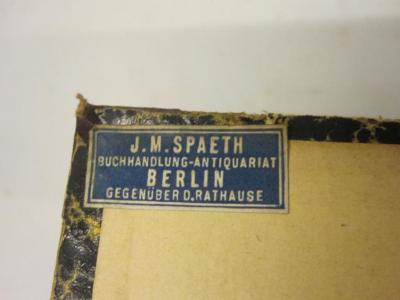 J.M.SPAETH
BUCHHANDLUNG-ANTIQUARIAT
BERLIN
GEGENÜBER D.RATHAUSE